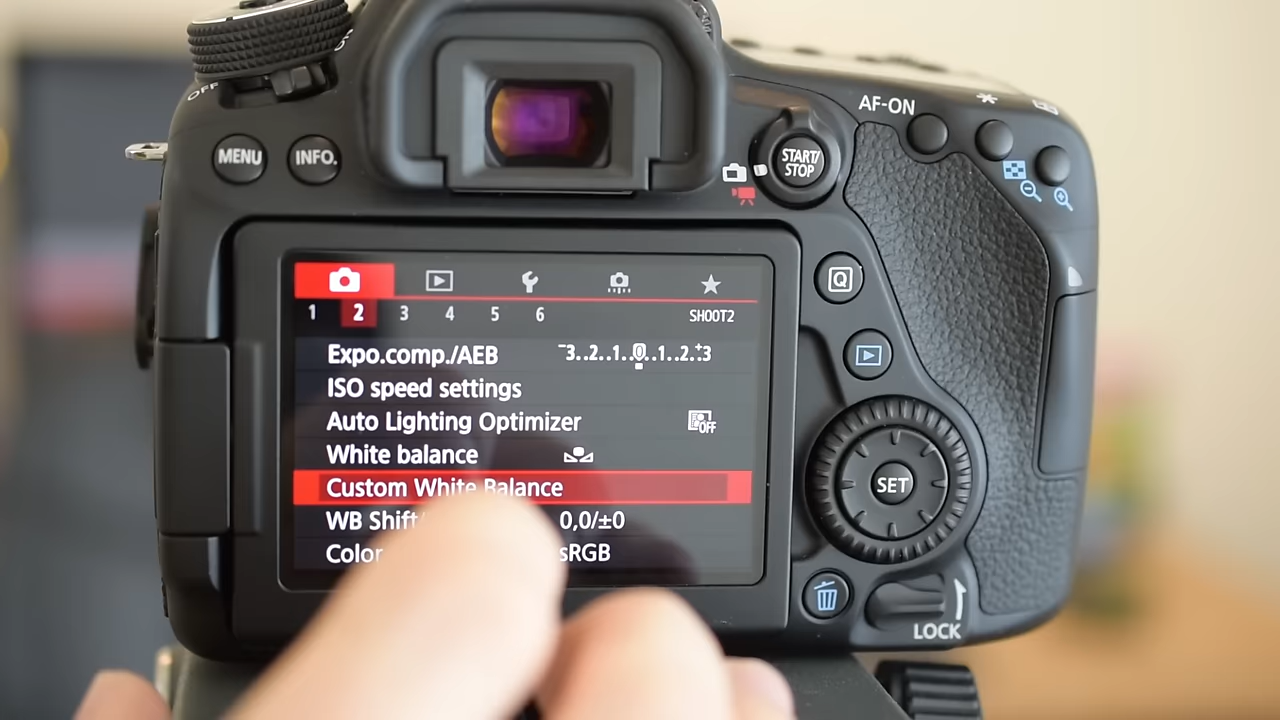 OFF
MENU
INFO.
START/
STOP
AF-ON
Q
1 2 3 4 5 6 SHOOT2
Expo.comp./AEB -3..2..1..0..1..2..+3
ISO speed settings
Auto Lighting Optimizer OFF
White balance
Custom White Balance
WB Shift 0,0/±0
Color sRGB
SET
LOCK